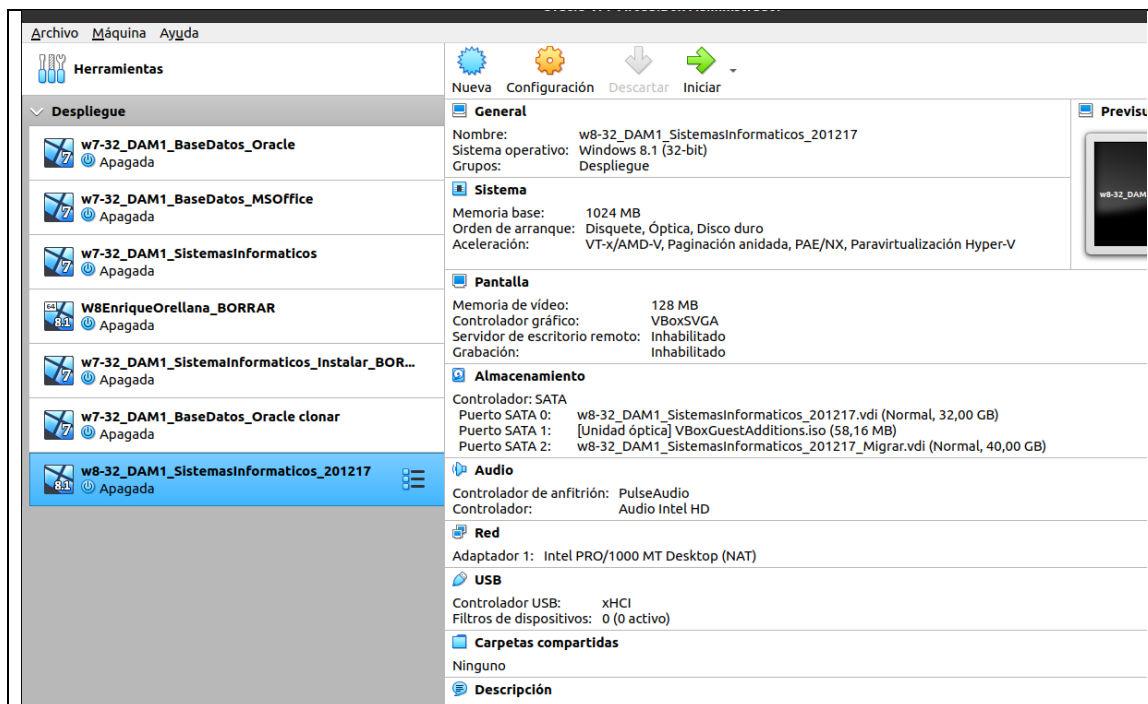 Archivo Máquina Ayuda
Herramientas
Nueva Configuración Descartar Iniciar
Despliegue
w7-32_DAM1_BaseDatos_Oracle
Apagada
w7-32_DAM1_BaseDatos_MSOffice
Apagada
w7-32_DAM1_SistemasInformaticos
Apagada
W8EnriqueOrellana_BORRAR
Apagada
w7-32_DAM1_SistemaInformaticos_Instalar_BOR...
Apagada
w7-32_DAM1_BaseDatos_Oracle clonar
Apagada
w8-32_DAM1_SistemasInformaticos_201217
Apagada
General
Nombre: w8-32_DAM1_SistemasInformaticos_201217
Sistema operativo: Windows 8.1 (32-bit)
Grupos: Despliegue
Sistema
Memoria base: 1024 MB
Orden de arranque: Disquete, Óptica, Disco duro
Aceleración: VT-x/AMD-V, Paginación anidada, PAE/NX, Paravirtualización Hyper-V
Pantalla
Memoria de vídeo: 128 MB
Controlador gráfico: VBoxSVGA
Servidor de escritorio remoto: Inhabilitado
Grabación: Inhabilitado
Almacenamiento
Controlador: SATA
Puerto SATA 0: w8-32_DAM1_SistemasInformaticos_201217.vdi (Normal, 32,00 GB)
Puerto SATA 1: [Unidad óptica] VBoxGuestAdditions.iso (58,16 MB)
Puerto SATA 2: w8-32_DAM1_SistemasInformaticos_201217_Migrar.vdi (Normal, 40,00 GB)
Audio
Controlador de anfitrión: PulseAudio
Controlador: Audio Intel HD
Red
Adaptador 1: Intel PRO/1000 MT Desktop (NAT)
USB
Controlador USB: xHCI
Filtros de dispositivos: 0 (0 activo)
Carpetas compartidas
Ninguno
Descripción
Previsu
w8-32_DAM